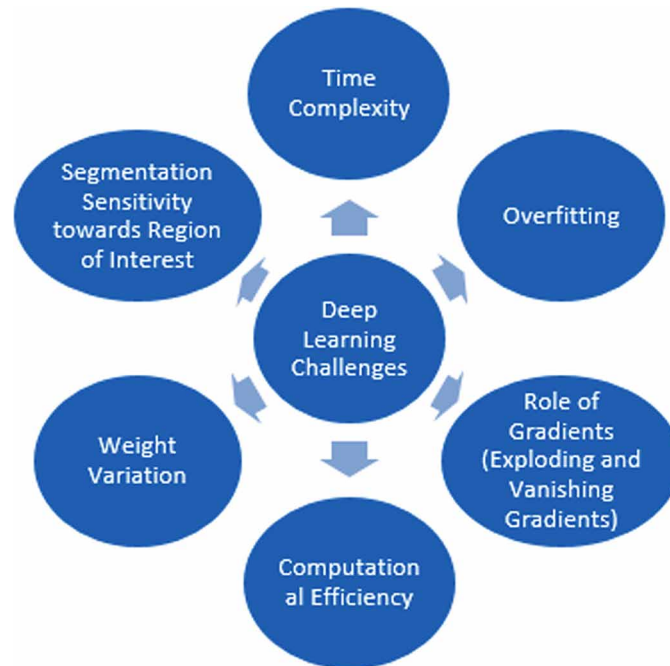 Time
Complexity
Segmentation
Sensitivity
towards Region
of Interest
Overfitting
Deep
Learning
Challenges
Weight
Variation
Role of
Gradients
(Exploding and
Vanishing
Gradients)
Computation
al Efficiency